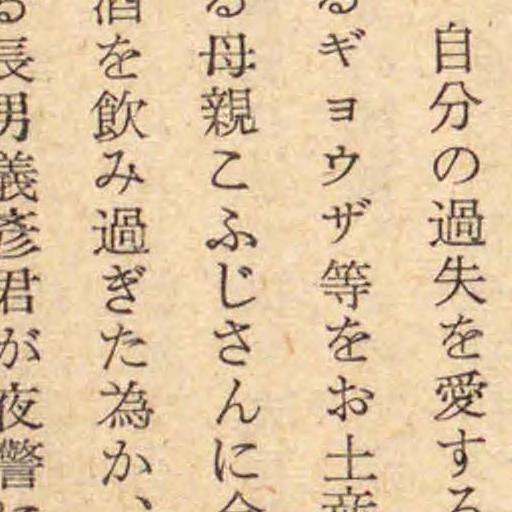 自分の過失を愛する
るギョウザ等をお土産
る母親こふじさんに会
酒を飲み過ぎた為か、
る長男義彦君が夜警に